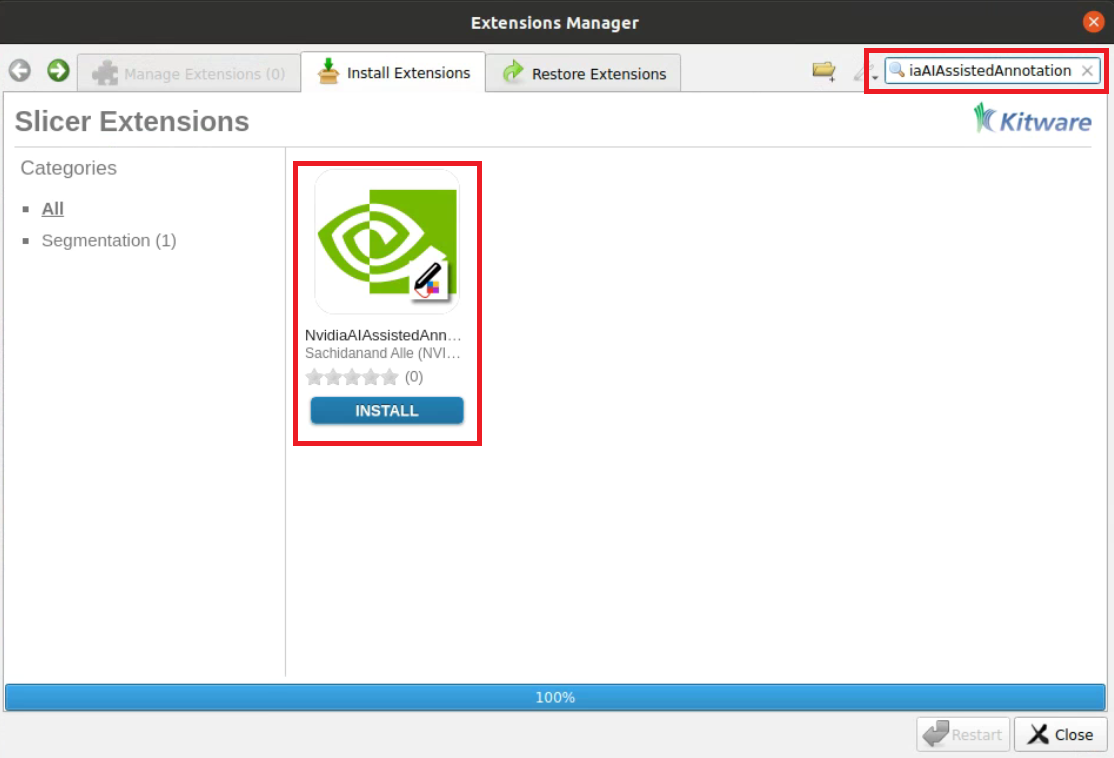 Extensions Manager
Manage Extensions (0)
Install Extensions
Restore Extensions
iaAIAssistedAnnotation
Slicer Extensions
Kitware
Categories
All
Segmentation (1)
NvidiaAIAssistedAnn...
Sachidanand Alle (NVI...
(0)
INSTALL
100%
Restart
Close